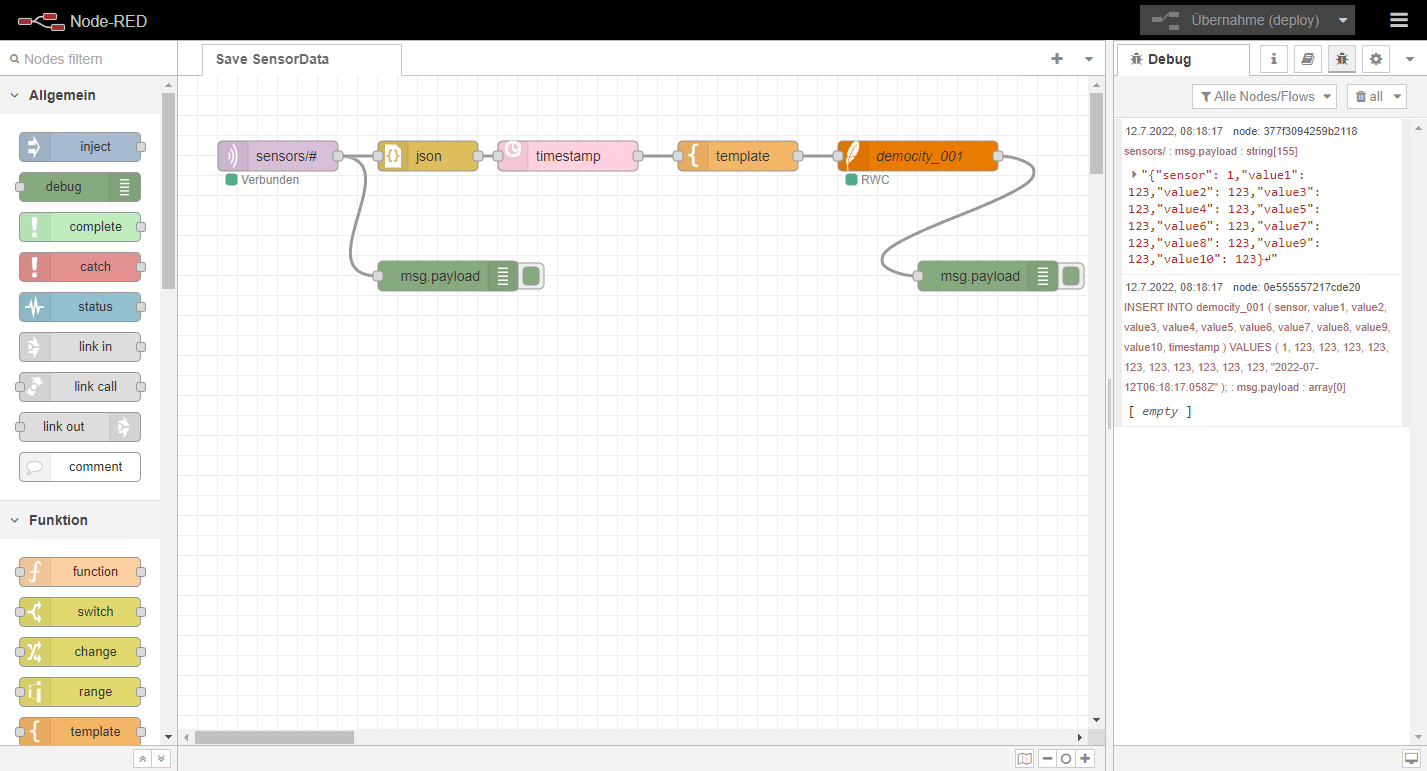 Node-RED
Übernahme (deploy)
Nodes filtern
Save SensorData
Debug
i
Allgemein
Alle Nodes/Flows
all
inject
debug
complete
catch
status
link in
link call
link out
comment
Funktion
function
switch
change
range
template
sensors/#
Verbunden
json
timestamp
template
democity_001
RWC
msg.payload
msg.payload
12.7.2022, 08:18:17 node: 377f3094259b2118
sensors/ : msg.payload : string[155]
"{"sensor": 1,"value1":
123,"value2": 123,"value3":
123,"value4": 123,"value5":
123,"value6": 123,"value7":
123,"value8": 123,"value9":
123,"value10": 123}↵"
12.7.2022, 08:18:17 node: 0e555557217cde20
INSERT INTO democity_001 ( sensor, value1, value2,
value3, value4, value5, value6, value7, value8, value9,
value10, timestamp ) VALUES ( 1, 123, 123, 123, 123,
123, 123, 123, 123, 123, 123, "2022-07-
12T06:18:17.058Z" ); : msg.payload : array[0]
[ empty ]